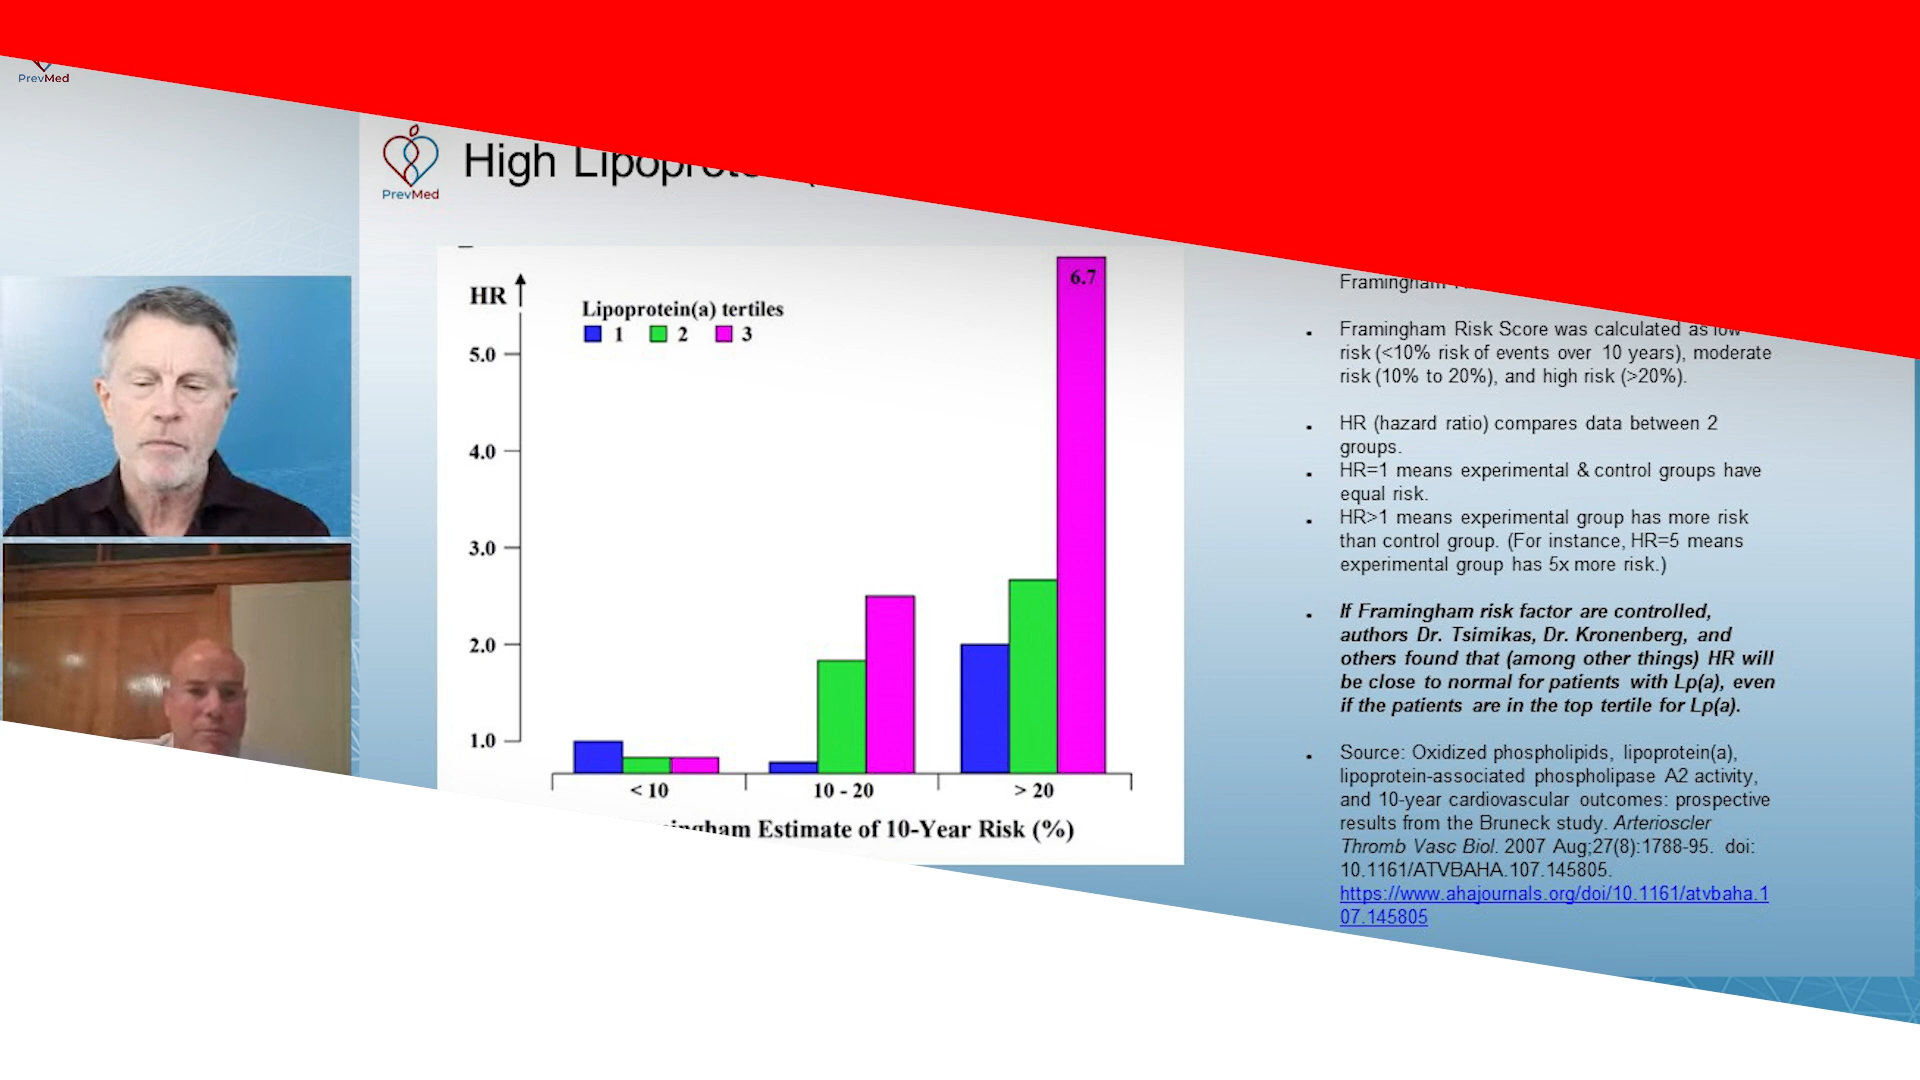 PrevMed
PrevMed
High
HR
Lipoprotein(a) tertiles
1 2 3
6.7
5.0
4.0
3.0
2.0
1.0
< 10 10 - 20 > 20
Estimate of 10-Year Risk (%)
Framingham
Framingham Risk Score was calculated as low
risk (<10% risk of events over 10 years), moderate
risk (10% to 20%), and high risk (>20%).
HR (hazard ratio) compares data between 2
groups.
HR=1 means experimental & control groups have
equal risk.
HR>1 means experimental group has more risk
than control group. (For instance, HR=5 means
experimental group has 5x more risk.)
If Framingham risk factor are controlled,
authors Dr. Tsimikas, Dr. Kronenberg, and
others found that (among other things) HR will
be close to normal for patients with Lp(a), even
if the patients are in the top tertile for Lp(a).
Source: Oxidized phospholipids, lipoprotein(a),
lipoprotein-associated phospholipase A2 activity,
and 10-year cardiovascular outcomes: prospective
results from the Bruneck study. Arterioscler
Thromb Vasc Biol. 2007 Aug;27(8):1788-95. doi:
10.1161/ATVBAHA.107.145805.
https://www.ahajournals.org/doi/10.1161/atvbaha.1
07.145805